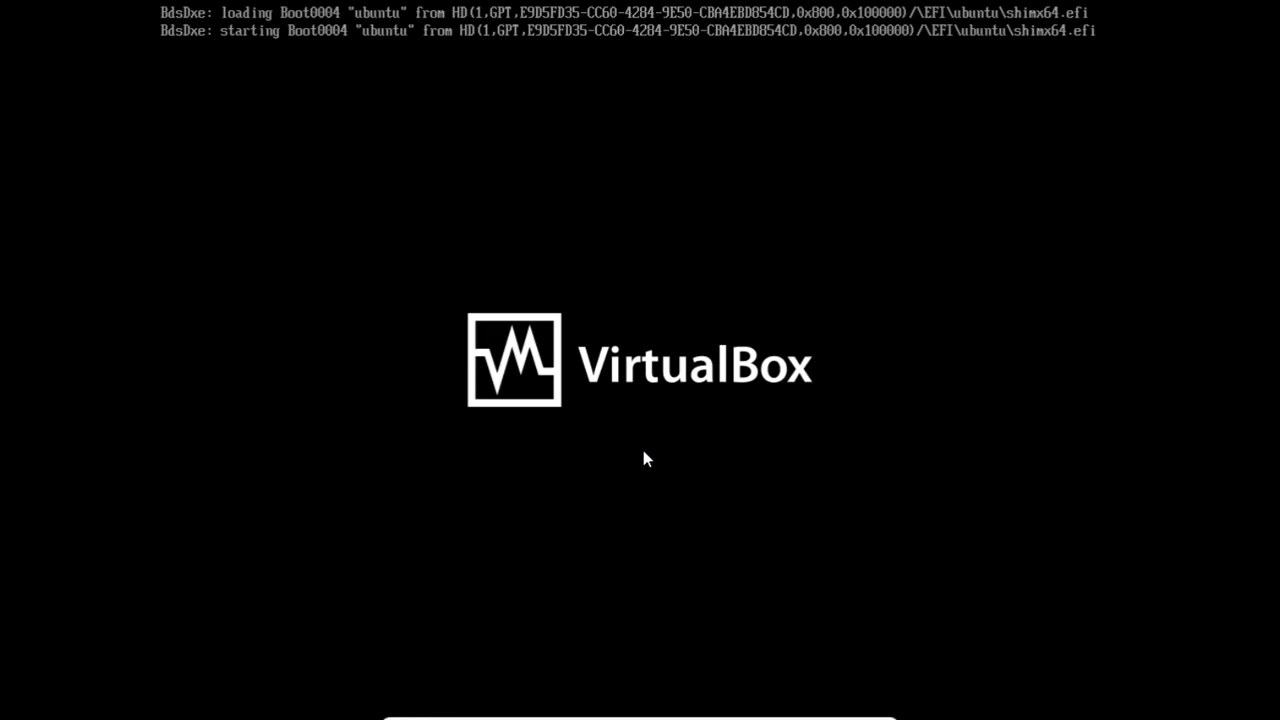 BdsDxe: loading Boot0004 "ubuntu" from HD(1,GPT,E9D5FD35-CC60-4284-9E50-CBA4EBD854CD,0x800,0x100000)/\EFI\ubuntu\shimx64.efi
BdsDxe: starting Boot0004 "ubuntu" from HD(1,GPT,E9D5FD35-CC60-4284-9E50-CBA4EBD854CD,0x800,0x100000)/\EFI\ubuntu\shimx64.efi
VirtualBox